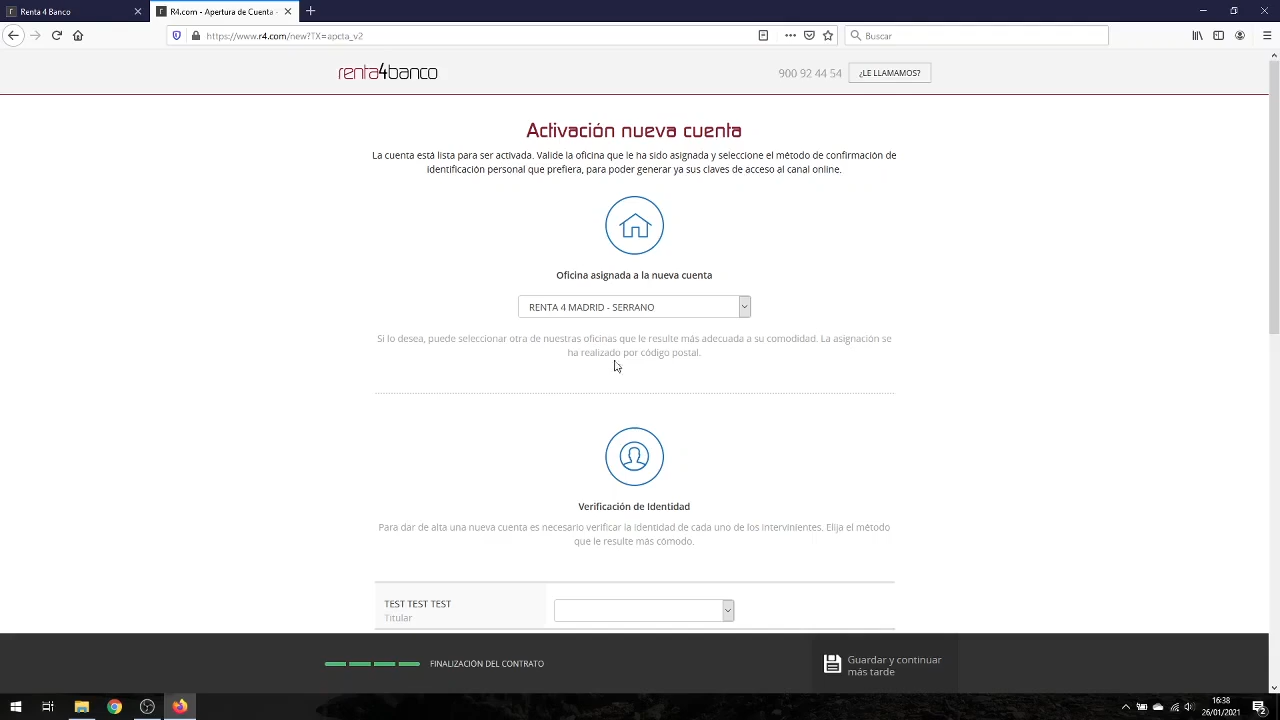 Renta 4 Banco
R4.com - Apertura de Cuenta -
https://www.r4.com/new?TX=apcta_v2
Buscar
renta4banco
900 92 44 54
¿LE LLAMAMOS?
Activación nueva cuenta
La cuenta está lista para ser activada. Valide la oficina que le ha sido asignada y seleccione el método de confirmación de
identificación personal que prefiera, para poder generar ya sus claves de acceso al canal online.
Oficina asignada a la nueva cuenta
RENTA 4 MADRID - SERRANO
Si lo desea, puede seleccionar otra de nuestras oficinas que le resulte más adecuada a su comodidad. La asignación se
ha realizado por código postal.
Verificación de Identidad
Para dar de alta una nueva cuenta es necesario verificar la identidad de cada uno de los intervinientes. Elija el método
que le resulte más cómodo.
TEST TEST TEST
Titular
FINALIZACIÓN DEL CONTRATO
Guardar y continuar
más tarde
16:38
26/01/2021